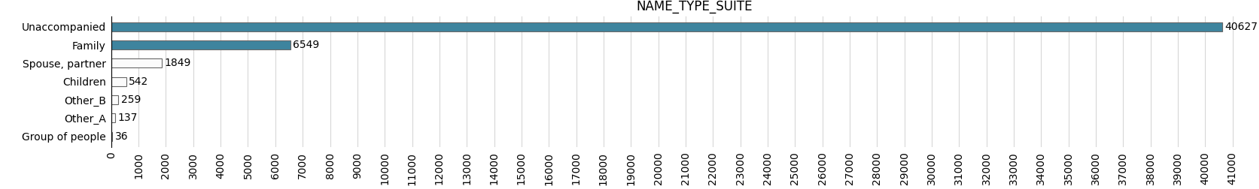 NAME_TYPE_SUITE
Unaccompanied 40627
Family 6549
Spouse, partner 1849
Children 542
Other_B 259
Other_A 137
Group of people 36
0 1000 2000 3000 4000 5000 6000 7000 8000 9000 10000 11000 12000 13000 14000 15000 16000 17000 18000 19000 20000 21000 22000 23000 24000 25000 26000 27000 28000 29000 30000 31000 32000 33000 34000 35000 36000 37000 38000 39000 40000 41000